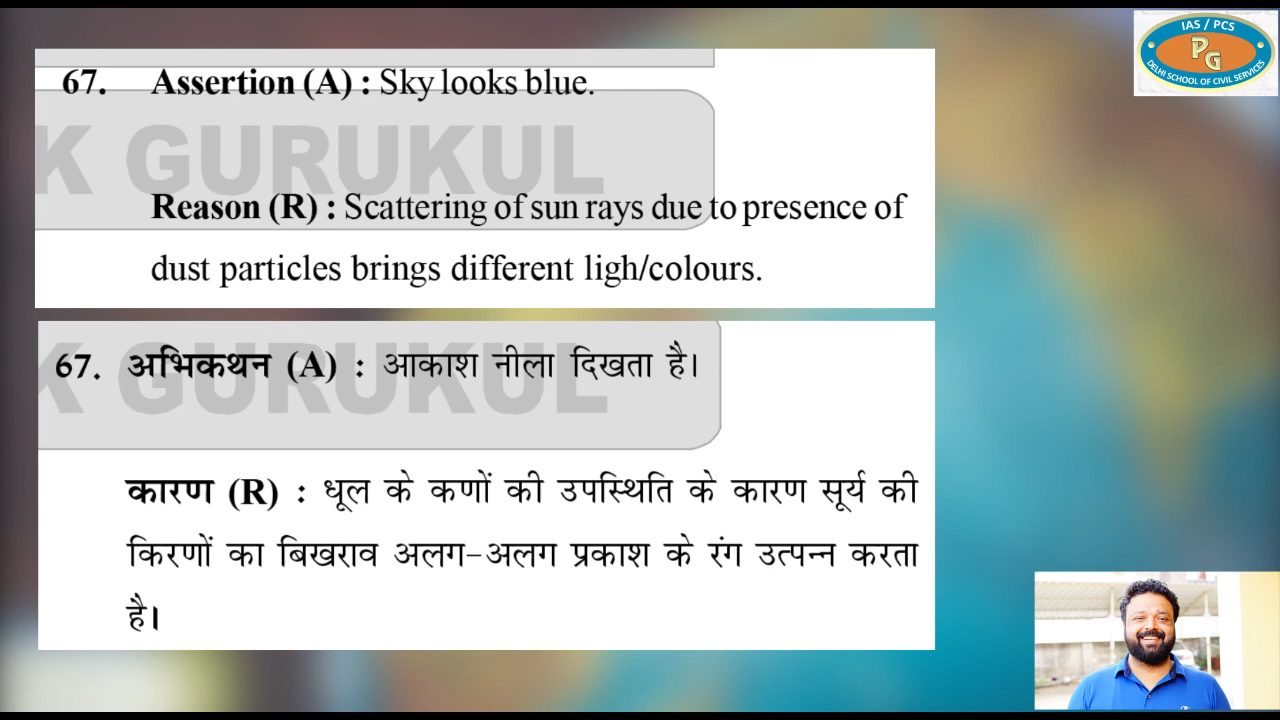 IAS / PCS
PG
DELHI SCHOOL OF CIVIL SERVICES
67. Assertion (A) : Sky looks blue.
K GURUKUL
Reason (R) : Scattering of sun rays due to presence of
dust particles brings different ligh/colours.
67. अभिकथन (A) : आकाश नीला दिखता है।
K GURUKUL
कारण (R) : धूल के कणों की उपस्थिति के कारण सूर्य की
किरणों का बिखराव अलग-अलग प्रकाश के रंग उत्पन्न करता
है।